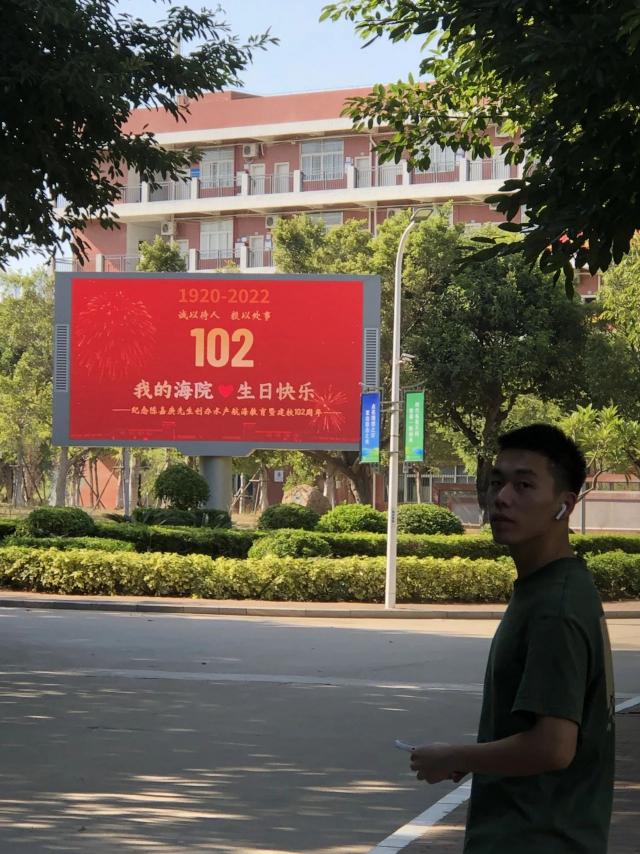 1920-2022
诚以待人 毅以处事
102
我的海院❤生日快乐
——纪念陈嘉庚先生创办水产航海教育暨建校102周年——